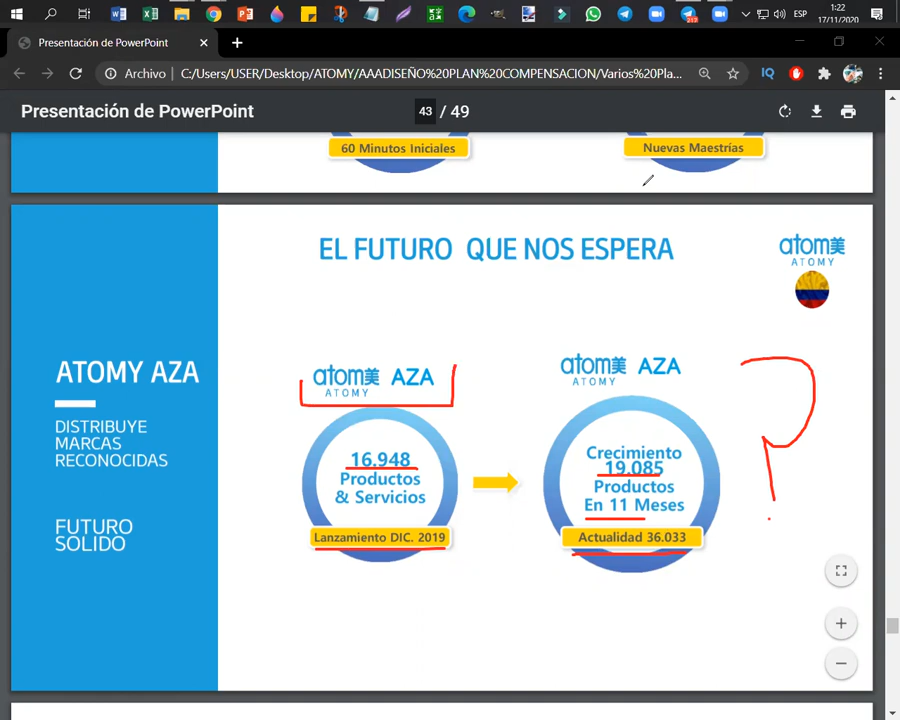 1:22
ESP
17/11/2020
Presentación de PowerPoint
Archivo
C:/Users/USER/Desktop/ATOMY/AAADISEÑO%20PLAN%20COMPENSACION/Varios%20Pla...
IQ
Presentación de PowerPoint
43 / 49
60 Minutos Iniciales
Nuevas Maestrías
EL FUTURO QUE NOS ESPERA
atom美
ATOMY
ATOMY AZA
DISTRIBUYE
MARCAS
RECONOCIDAS
FUTURO
SOLIDO
atom美 AZA
ATOMY
16.948
Productos
& Servicios
Lanzamiento DIC. 2019
atom美 AZA
ATOMY
Crecimiento
19.085
Productos
En 11 Meses
Actualidad 36.033
?